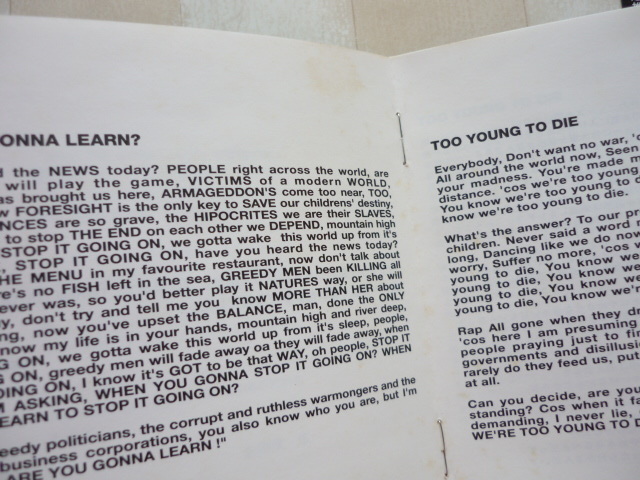 ONNA LEARN?
d the NEWS today? PEOPLE right across the world, are
will play the game, VICTIMS of a modern WORLD,
as brought us here, ARMAGEDDON'S come too near, TOO,
w FORESIGHT is the only key to SAVE our childrens' destiny,
NCES are so grave, the HIPOCRITES we are their SLAVES,
to stop THE END on each other we DEPEND, mountain high
STOP IT GOING ON, we gotta wake this world up from it's
, STOP IT GOING ON, have you heard the news today?
HE MENU in my favourite restaurant, now don't talk about
re's no FISH left in the sea, GREEDY MEN been KILLING all
ever was, so you'd better play it NATURES way, or she will
y, don't try and tell me you know MORE THAN HER about
ng, now you've upset the BALANCE, man, done the ONLY
now my life is in your hands, mountain high and river deep,
G ON, we gotta wake this world up from it's sleep, people,
G ON, greedy men will fade away oa they will fade away, when
OING ON, I know it's GOT to be that WAY, oh people, STOP IT
M ASKING, WHEN YOU GONNA STOP IT GOING ON? WHEN
EARN TO STOP IT GOING ON?
eedy politicians, the corrupt and ruthless warmongers and the
business corporations, you also know who you are, but I'm
ARE YOU GONNA LEARN !"
TOO YOUNG TO DIE
Everybody, Don't want no war, '
All around the world now, Seen
your madness. You're made m
distance. 'cos we're too young
You know we're too young to
know we're too young to die.
What's the answer? To our pr
children. Never said a word n
long, Dancing like we do now
worry. Suffer no more, 'cos w
young to die, You know we
young to die, You know we
young to die, You know we
young to die, You know we'r
Rap All gone when they dr
'cos here I am presuming
people praying just to fin
governments and disillusi
rarely do they feed us, put
at all.
Can you decide, are you
standing? Cos when it fa
demanding, I never lie,
WE'RE TOO YOUNG TO D